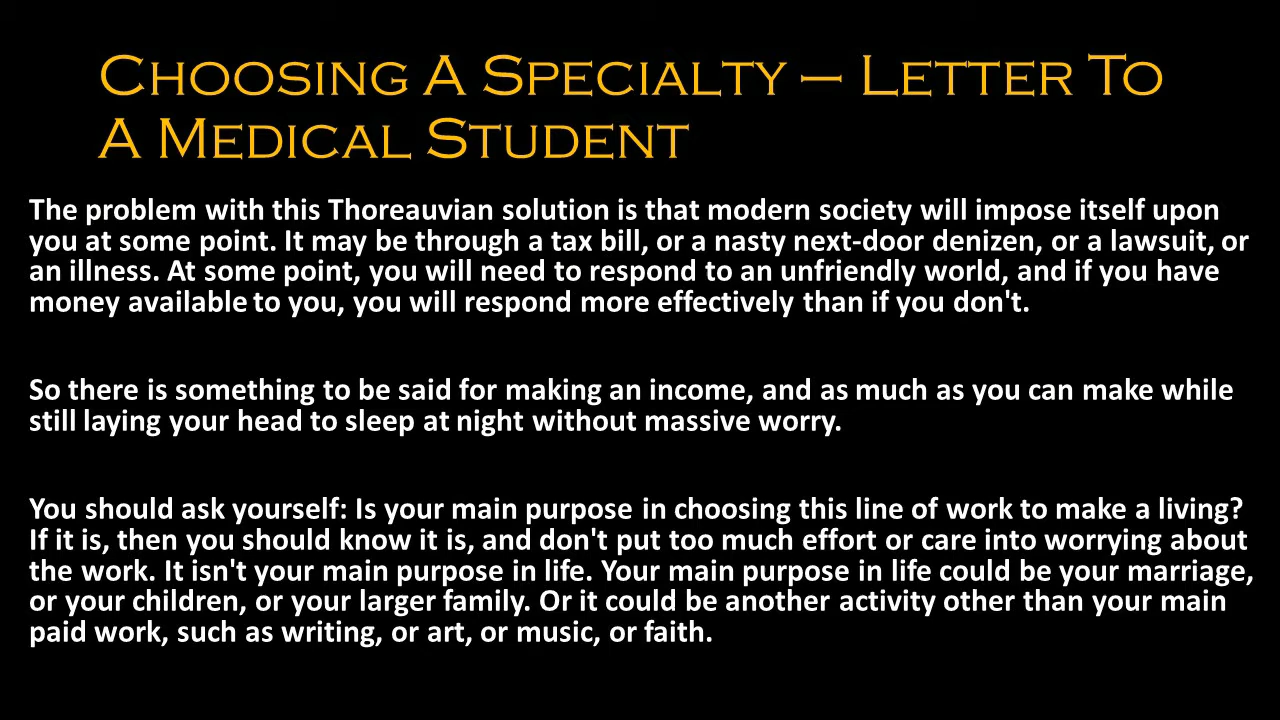 CHOOSING A SPECIALTY – LETTER TO
A MEDICAL STUDENT
The problem with this Thoreauvian solution is that modern society will impose itself upon
you at some point. It may be through a tax bill, or a nasty next-door denizen, or a lawsuit, or
an illness. At some point, you will need to respond to an unfriendly world, and if you have
money available to you, you will respond more effectively than if you don't.
So there is something to be said for making an income, and as much as you can make while
still laying your head to sleep at night without massive worry.
You should ask yourself: Is your main purpose in choosing this line of work to make a living?
If it is, then you should know it is, and don't put too much effort or care into worrying about
the work. It isn't your main purpose in life. Your main purpose in life could be your marriage,
or your children, or your larger family. Or it could be another activity other than your main
paid work, such as writing, or art, or music, or faith.